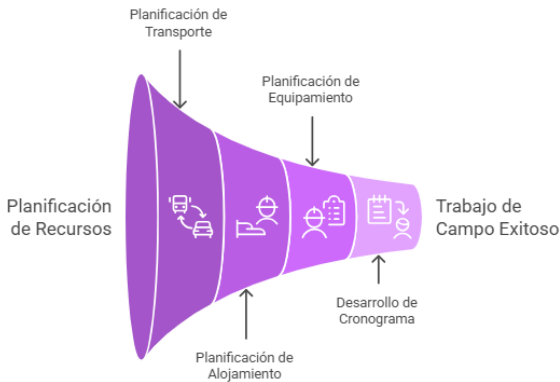 Planificación de
Transporte
Planificación de
Equipamiento
Planificación
de Recursos
Trabajo de
Campo Exitoso
Desarrollo de
Cronograma
Planificación de
Alojamiento